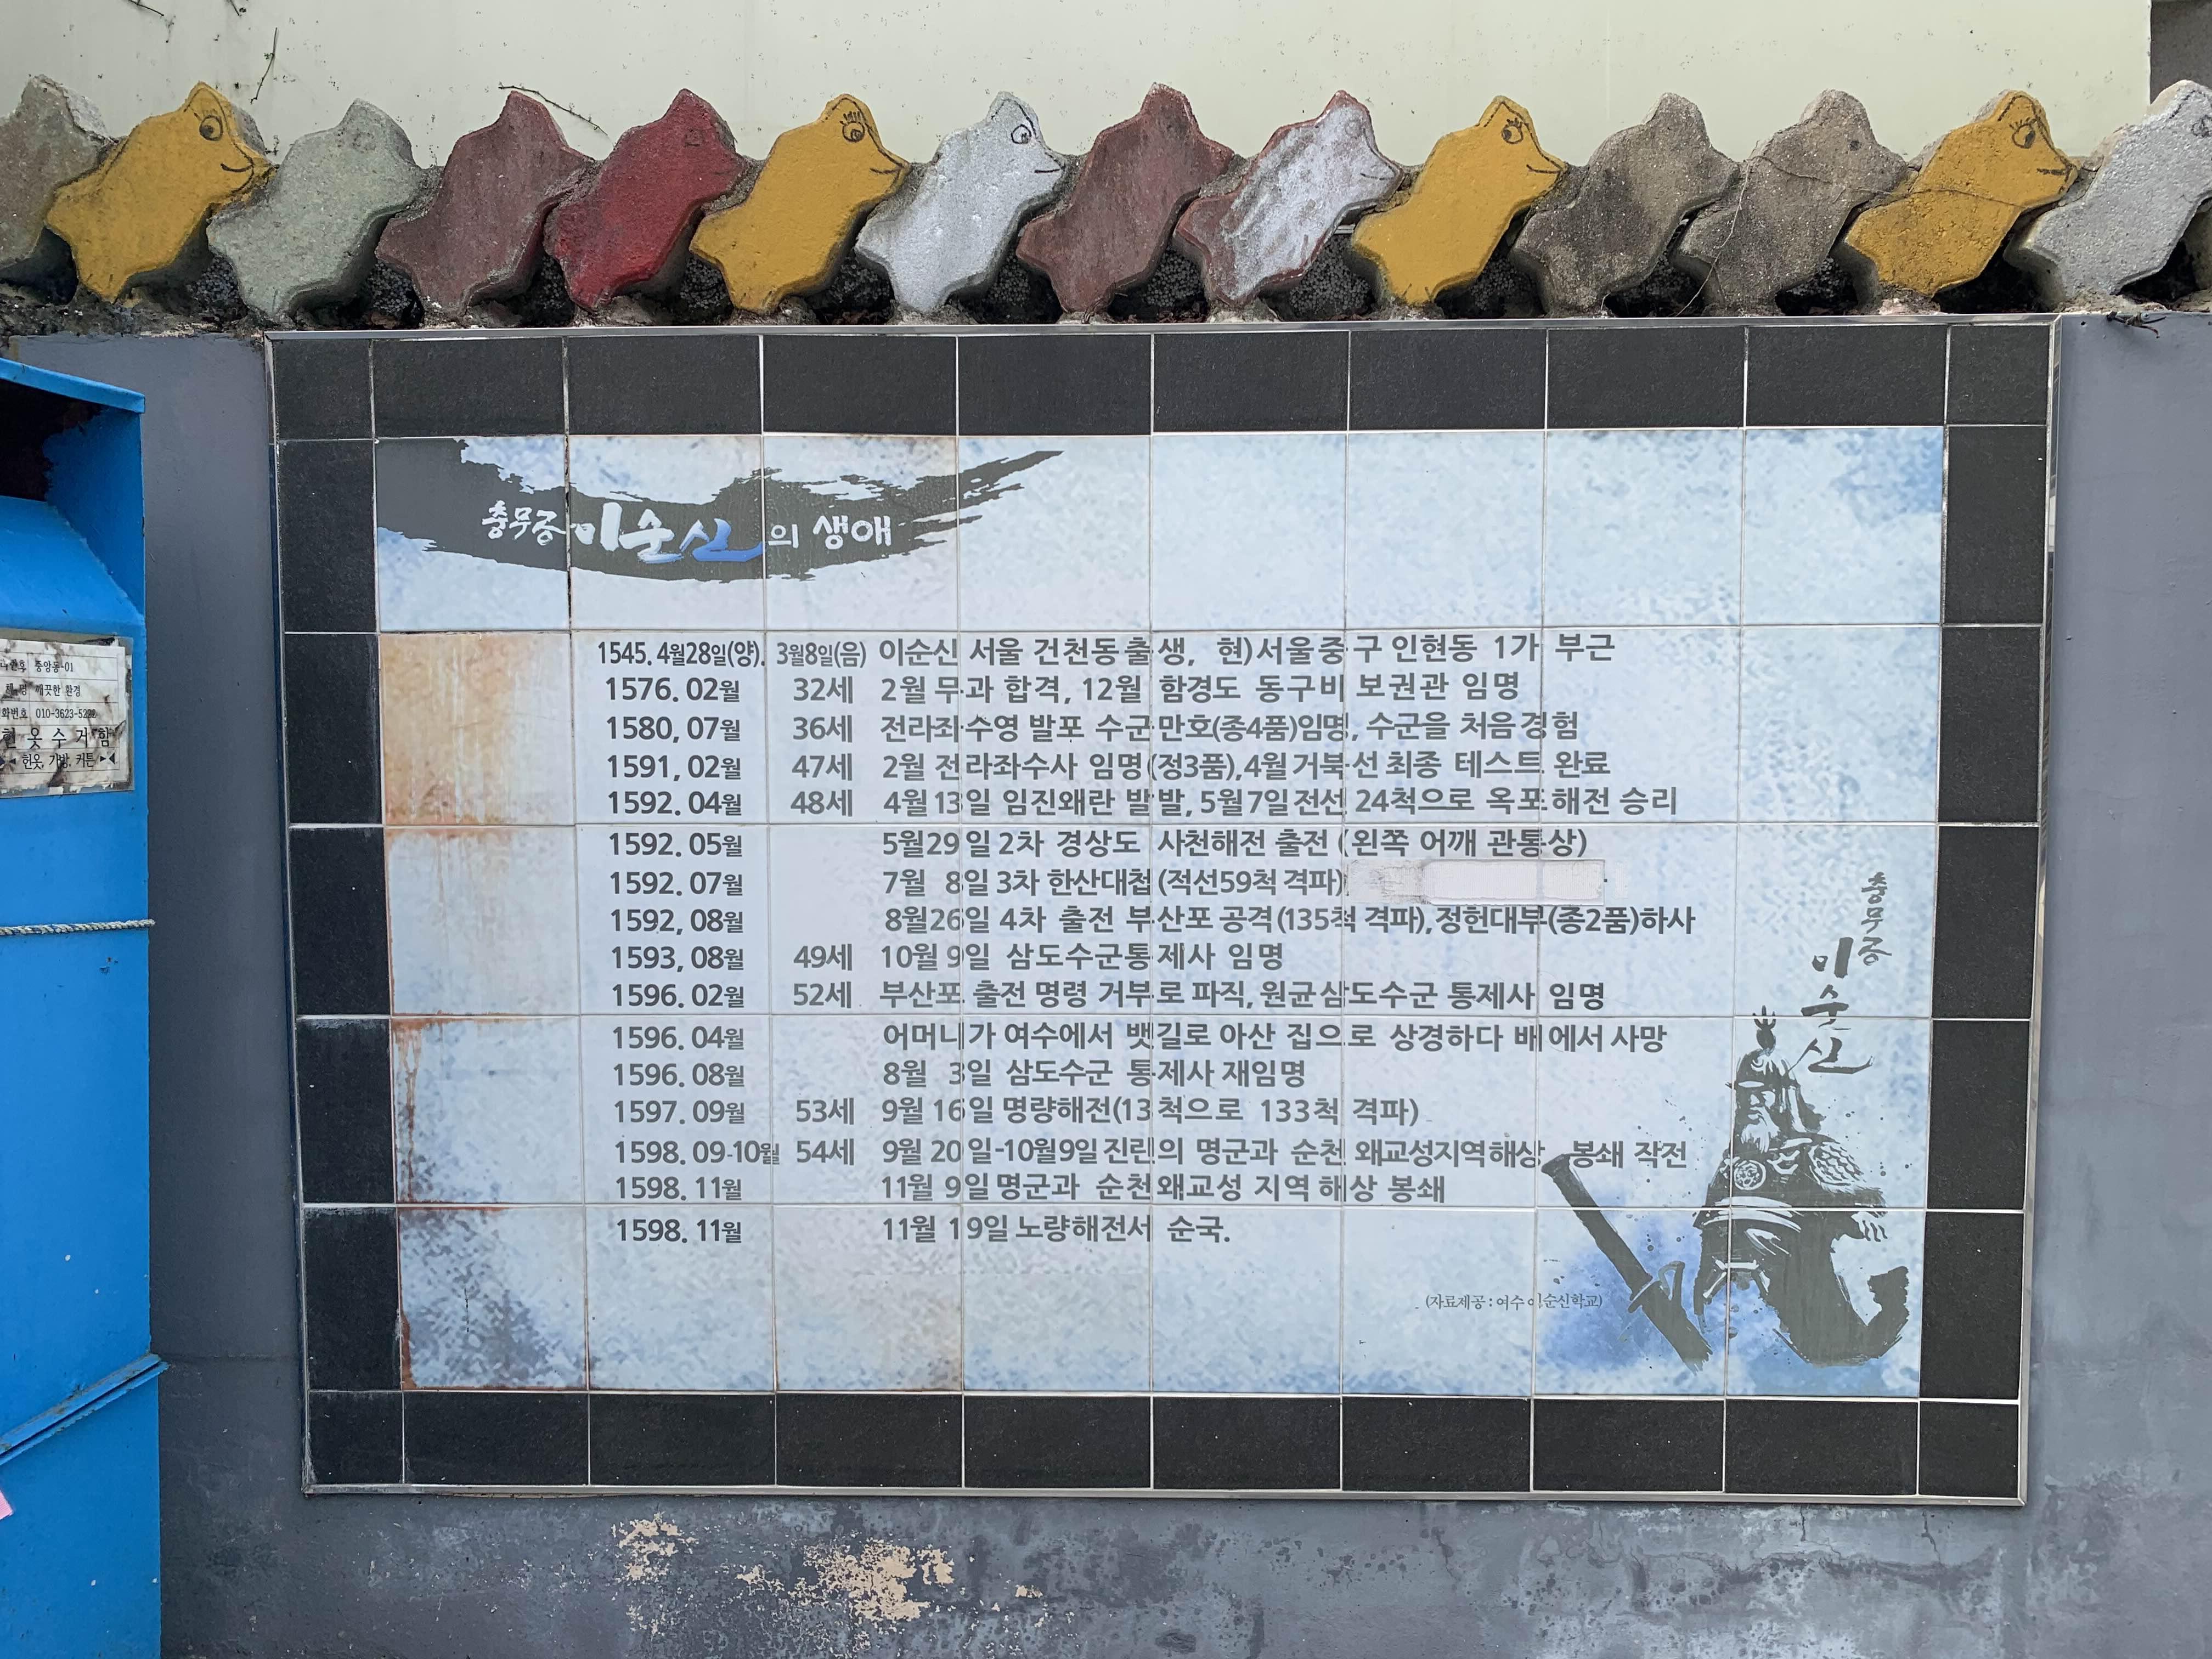 충무공 이순신의 생애
1545. 4월28일(양). 3월8일(음) 이순신 서울 건천동 출생, 현)서울중구 인현동 1가 부근
1576. 02월 32세 2월 무과 합격, 12월 함경도 동구비 보권관 임명
1580, 07월 36세 전라좌수영 발포 수군만호(종4품)임명, 수군을 처음경험
1591, 02월 47세 2월 전라좌수사 임명(정3품),4월거북선 최종 테스트 완료
1592. 04월 48세 4월13일 임진왜란 발발, 5월7일전선 24척으로 옥포해전 승리
1592. 05월 5월29일 2차 경상도 사천해전 출전 (왼쪽 어깨 관통상)
1592. 07월 7월 8일 3차 한산대첩 (적선59척 격파)
1592, 08월 8월26일 4차 출전 부산포 공격(135척 격파),정헌대부(종2품)하사
1593, 08월 49세 10월 9일 삼도수군통제사 임명
1596. 02월 52세 부산포 출전 명령 거부로 파직, 원균삼도수군 통제사 임명
1596. 04월 어머니가 여수에서 뱃길로 아산 집으로 상경하다 배에서 사망
1596. 08월 8월 3일 삼도수군 통제사 재임명
1597. 09월 53세 9월 16일 명량해전(13척으로 133척 격파)
1598. 09-10월 54세 9월 20일-10월9일 진린의 명군과 순천 왜교성지역해상 봉쇄 작전
1598. 11월 11월 9일 명군과 순천왜교성 지역 해상 봉쇄
1598. 11월 11월 19일 노량해전서 순국.
(자료제공 : 여수 이순신학교)
충무공
이순신
중앙동-01
깨끗한 환경
화번호 010-3623-5222
헌 옷 수 거 함
헌옷, 가방, 커튼